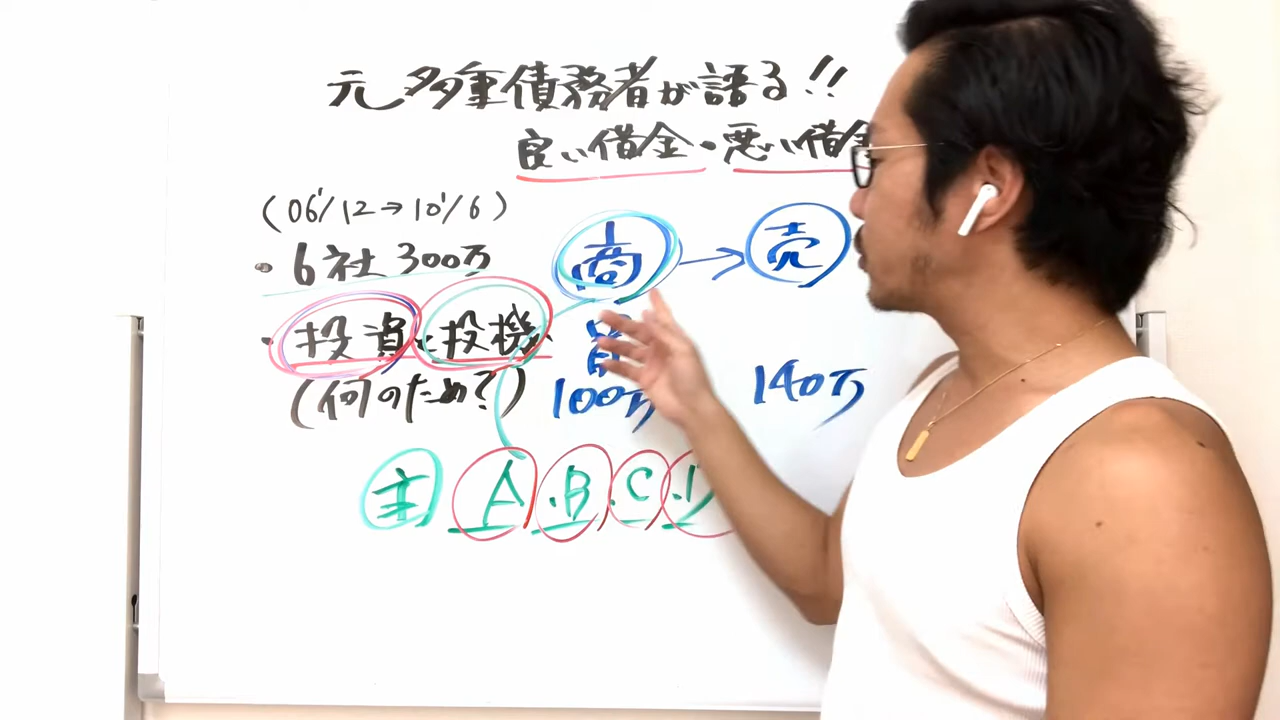 元多重債務者が語る!!
良い借金・悪い借金
(06'/12→10'/6)
・6社300万
商→売
・投資・投機
(何のため?)
100万
140万
主 A.B.C.D